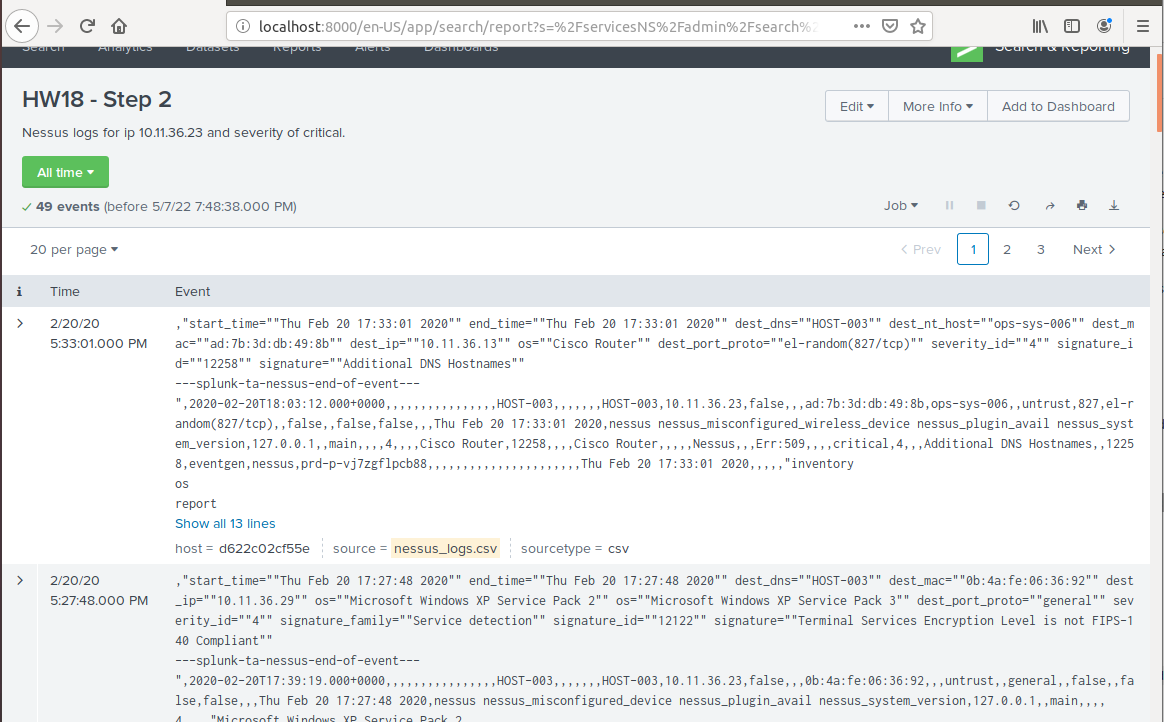 localhost:8000/en-US/app/search/report?s=%2FservicesNS%2Fadmin%2Fsearch%2
Search Analytics Datasets Reports Alerts Dashboards Search & Reporting
HW18 - Step 2
Edit More Info Add to Dashboard
Nessus logs for ip 10.11.36.23 and severity of critical.
All time
49 events (before 5/7/22 7:48:38.000 PM)
Job
20 per page
Prev 1 2 3 Next
i Time Event
2/20/20
5:33:01.000 PM
,"start_time=""Thu Feb 20 17:33:01 2020"" end_time=""Thu Feb 20 17:33:01 2020"" dest_dns=""HOST-003"" dest_nt_host=""ops-sys-006"" dest_m
ac=""ad:7b:3d:db:49:8b"" dest_ip=""10.11.36.13"" os=""Cisco Router"" dest_port_proto=""el-random(827/tcp)"" severity_id=""4"" signature_i
d=""12258"" signature=""Additional DNS Hostnames""
---splunk-ta-nessus-end-of-event---
",2020-02-20T18:03:12.000+0000,,,,,,,,,,,,,,,,HOST-003,,,,,,,HOST-003,10.11.36.23,false,,,ad:7b:3d:db:49:8b,ops-sys-006,,untrust,827,el-r
andom(827/tcp),,false,,false,false,,,Thu Feb 20 17:33:01 2020,nessus nessus_misconfigured_wireless_device nessus_plugin_avail nessus_syst
em_version,127.0.0.1,,main,,,,4,,,,Cisco Router,12258,,,,Cisco Router,,,,,Nessus,,,Err:509,,,,critical,4,,,Additional DNS Hostnames,,1225
8,eventgen,nessus,prd-p-vj7zgflpcb88,,,,,,,,,,,,,,,,,,,,,,Thu Feb 20 17:33:01 2020,,,,,"inventory
os
report
Show all 13 lines
host = d622c02cf55e source = nessus_logs.csv sourcetype = csv
2/20/20
5:27:48.000 PM
,"start_time=""Thu Feb 20 17:27:48 2020"" end_time=""Thu Feb 20 17:27:48 2020"" dest_dns=""HOST-003"" dest_mac=""0b:4a:fe:06:36:92"" dest
_ip=""10.11.36.29"" os=""Microsoft Windows XP Service Pack 2"" os=""Microsoft Windows XP Service Pack 3"" dest_port_proto=""general"" sev
erity_id=""4"" signature_family=""Service detection"" signature_id=""12122"" signature=""Terminal Services Encryption Level is not FIPS-1
40 Compliant""
---splunk-ta-nessus-end-of-event---
",2020-02-20T17:39:19.000+0000,,,,,,,,,,,,,,,,HOST-003,,,,,,,HOST-003,10.11.36.23,false,,,0b:4a:fe:06:36:92,,,untrust,,general,,false,,fa
lse,false,,,Thu Feb 20 17:27:48 2020,nessus nessus_misconfigured_device nessus_plugin_avail nessus_system_version,127.0.0.1,,main,,,,
4,,,,"Microsoft Windows XP Service Pack 2